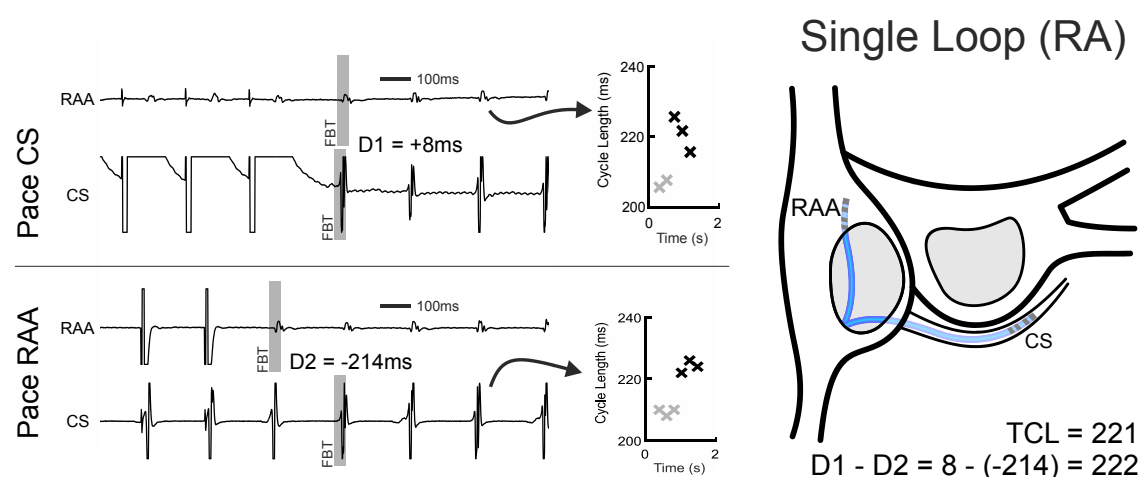 Single Loop (RA)
Pace CS
RAA
100ms
FBT
D1 = +8ms
CS
FBT
Cycle Length (ms)
240
220
200
0
2
Time (s)
RAA
CS
Pace RAA
RAA
100ms
FBT
D2 = -214ms
CS
FBT
Cycle Length (ms)
240
220
200
0
2
Time (s)
TCL = 221
D1 - D2 = 8 - (-214) = 222